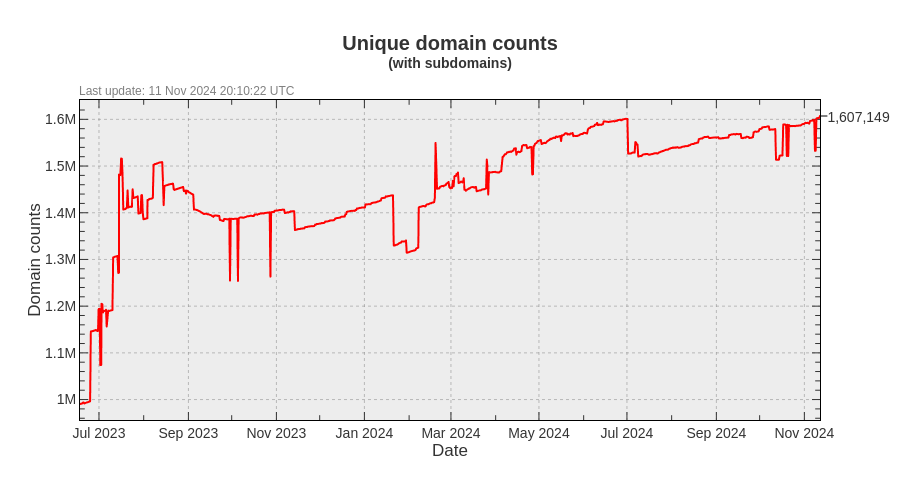 Unique domain counts
(with subdomains)
Last update: 11 Nov 2024 20:10:22 UTC
1.6M
1,607,149
1.5M
1.4M
1.3M
1.2M
1.1M
1M
Domain counts
Jul 2023 Sep 2023 Nov 2023 Jan 2024 Mar 2024 May 2024 Jul 2024 Sep 2024 Nov 2024
Date